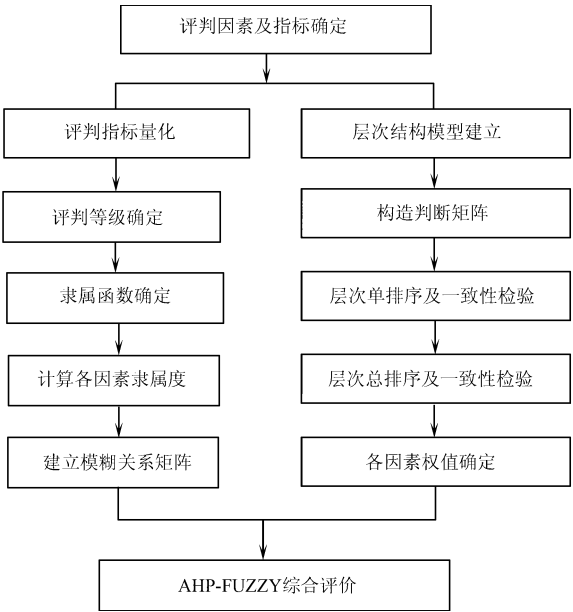 评判因素及指标确定
评判指标量化
层次结构模型建立
评判等级确定
构造判断矩阵
隶属函数确定
层次单排序及一致性检验
计算各因素隶属度
层次总排序及一致性检验
建立模糊关系矩阵
各因素权值确定
AHP-FUZZY综合评价